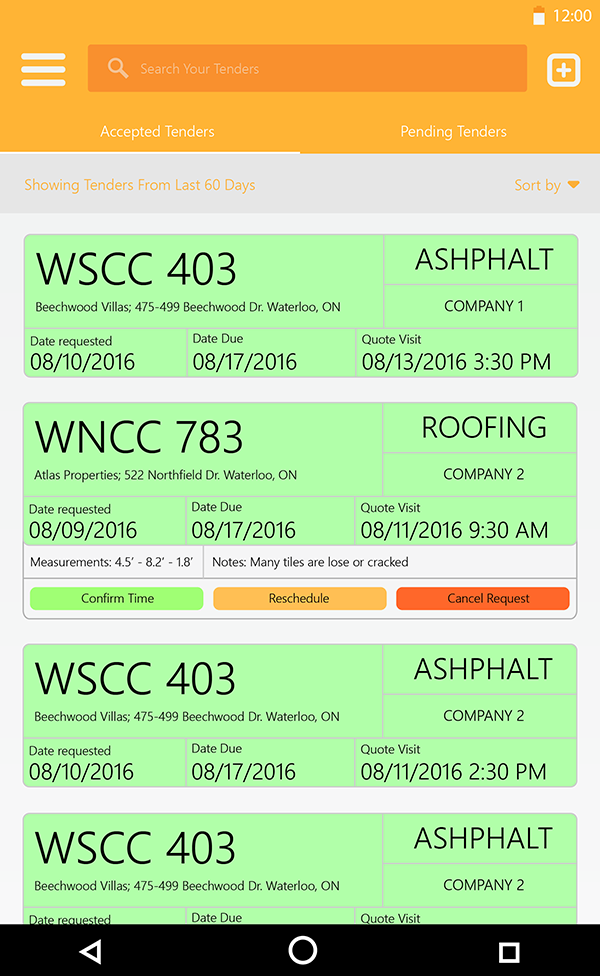 12:00
Search Your Tenders
Accepted Tenders Pending Tenders
Showing Tenders From Last 60 Days Sort by
WSCC 403 ASHPHALT
Beechwood Villas; 475-499 Beechwood Dr. Waterloo, ON COMPANY 1
Date requested Date Due Quote Visit
08/10/2016 08/17/2016 08/13/2016 3:30 PM
WNCC 783 ROOFING
Atlas Properties; 522 Northfield Dr. Waterloo, ON COMPANY 2
Date requested Date Due Quote Visit
08/09/2016 08/17/2016 08/11/2016 9:30 AM
Measurements: 4.5’ - 8.2’ - 1.8’ Notes: Many tiles are lose or cracked
Confirm Time Reschedule Cancel Request
WSCC 403 ASHPHALT
Beechwood Villas; 475-499 Beechwood Dr. Waterloo, ON COMPANY 2
Date requested Date Due Quote Visit
08/10/2016 08/17/2016 08/11/2016 2:30 PM
WSCC 403 ASHPHALT
Beechwood Villas; 475-499 Beechwood Dr. Waterloo, ON COMPANY 2
Date requested Date Due Quote Visit